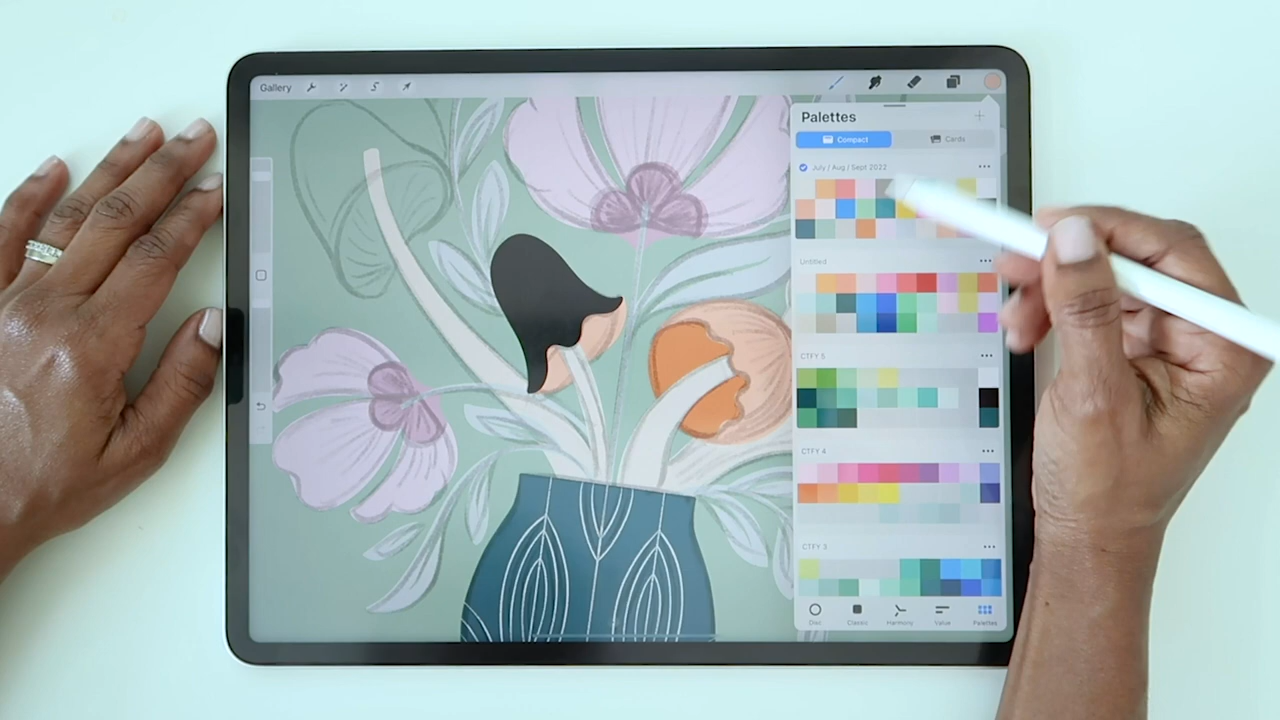 Gallery
Palettes
Compact
Cards
July / Aug / Sept 2022
Untitled
CTFY 5
CTFY 4
CTFY 3
Disc
Classic
Harmony
Value
Palettes